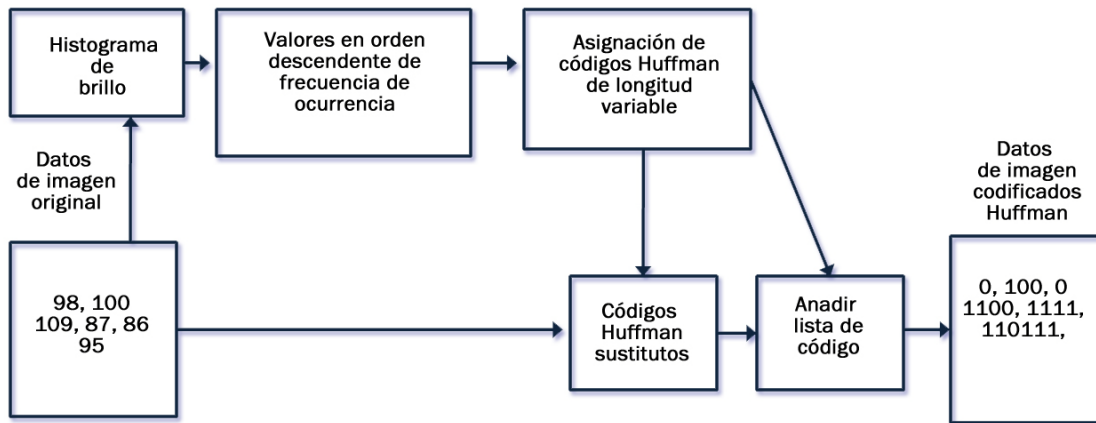 Histograma
de
brillo
Valores en orden
descendente de
frecuencia de
ocurrencia
Asignación de
códigos Huffman
de longitud
variable
Datos
de imagen
original
Datos
de imagen
codificados
Huffman
98, 100
109, 87, 86
95
Códigos
Huffman
sustitutos
Anadir
lista de
código
0, 100, 0
1100, 1111,
110111,